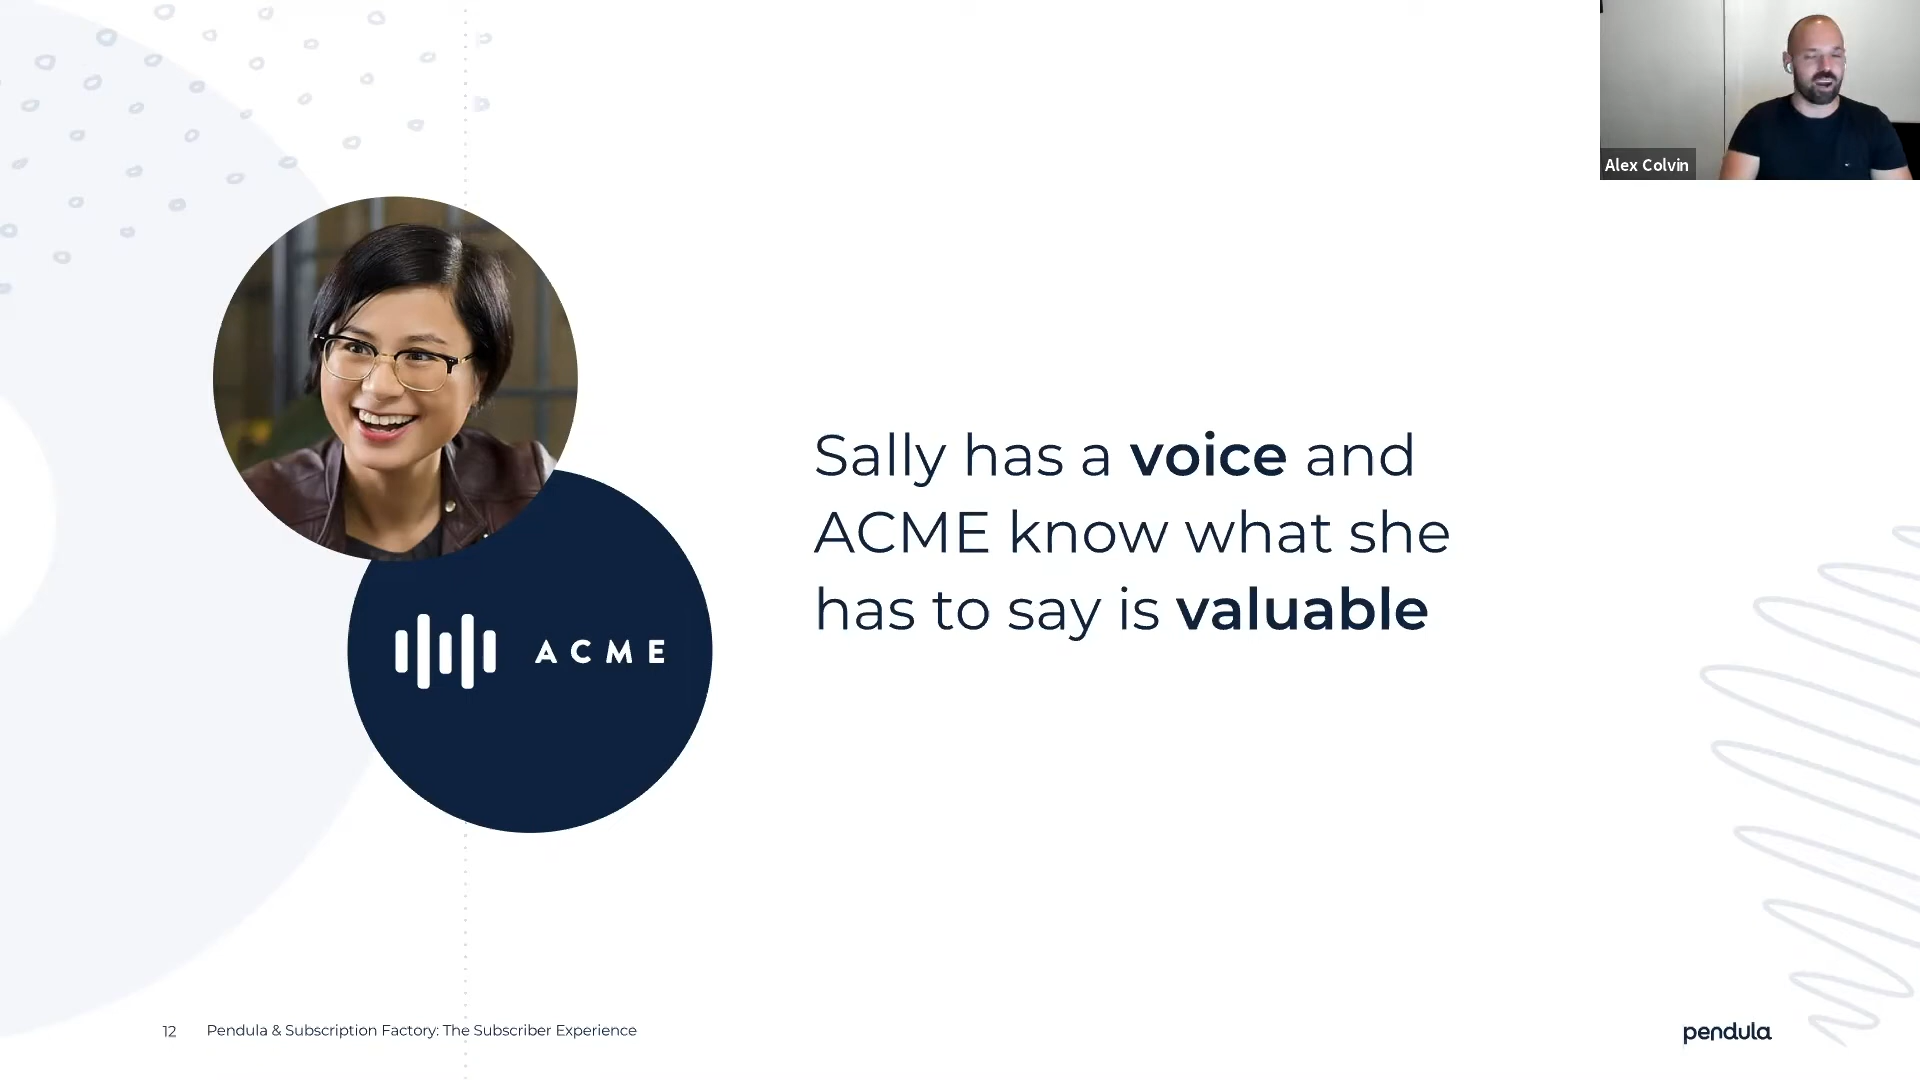 Alex Colvin
Sally has a voice and
ACME know what she
has to say is valuable
ACME
12 Pendula & Subscription Factory: The Subscriber Experience
pendula